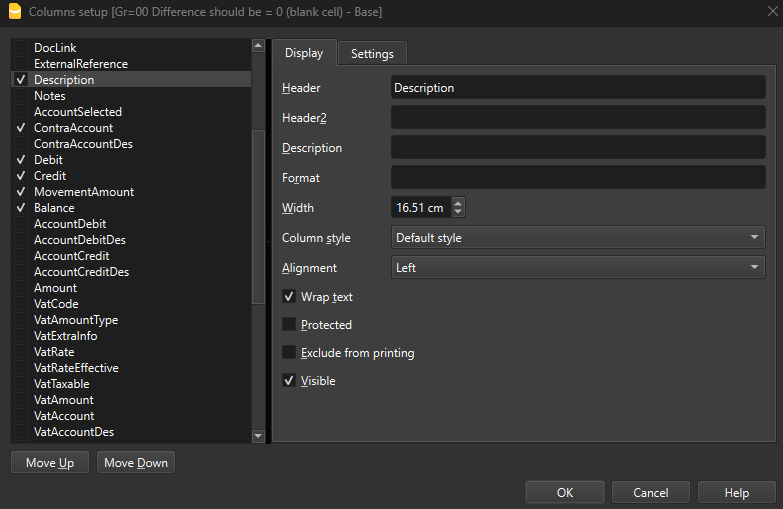 Columns setup [Gr=00 Difference should be = 0 (blank cell) - Base]
DocLink
ExternalReference
Description
Notes
AccountSelected
ContraAccount
ContraAccountDes
Debit
Credit
MovementAmount
Balance
AccountDebit
AccountDebitDes
AccountCredit
AccountCreditDes
Amount
VatCode
VatAmountType
VatExtraInfo
VatRate
VatRateEffective
VatTaxable
VatAmount
VatAccount
VatAccountDes
Move Up Move Down
Display Settings
Header Description
Header2
Description
Format
Width 16.51 cm
Column style Default style
Alignment Left
Wrap text
Protected
Exclude from printing
Visible
OK Cancel Help